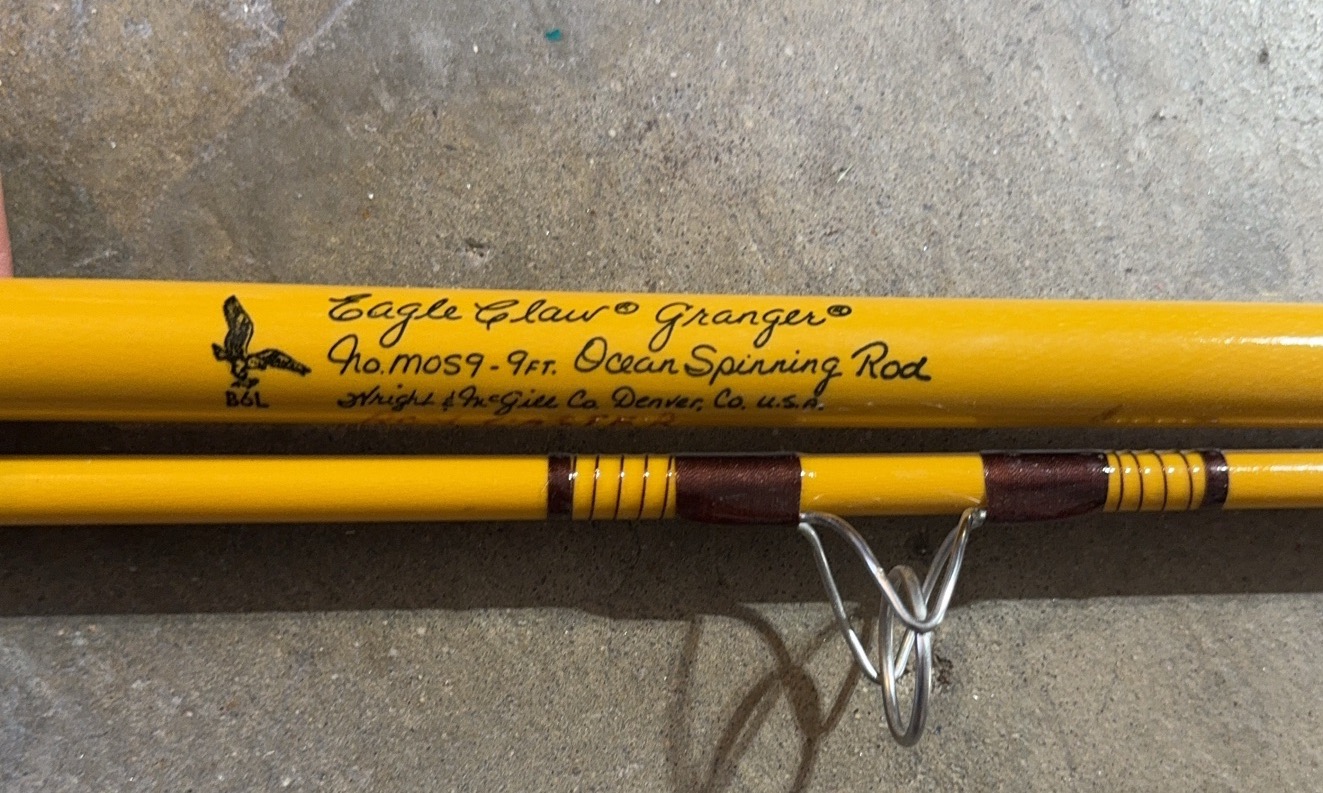 Eagle Claw® Granger®
No. MOS9 - 9FT. Ocean Spinning Rod
B6L
Wright & McGill Co. Denver, Co. U.S.A.